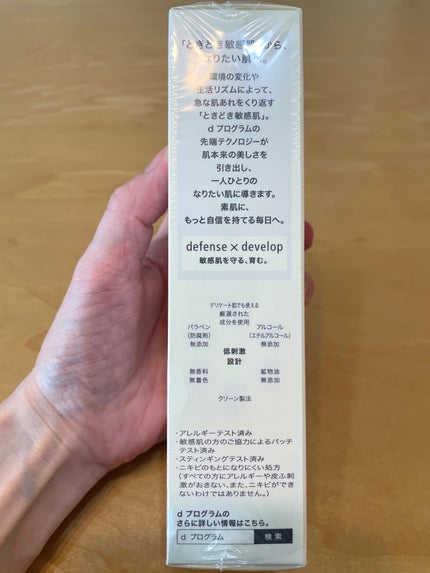 「ときどき敏感肌」から、
なりたい肌へ。
環境の変化や
生活リズムによって、
急な肌あれをくり返す
「ときどき敏感肌」。
d プログラムの
先端テクノロジーが
肌本来の美しさを
引き出し、
一人ひとりの
なりたい肌に導きます。
素肌に、
もっと自信を持てる毎日へ。
defense × develop
敏感肌を守る、育む。
デリケート肌でも使える
厳選された
成分を使用
パラベン
(防腐剤)
無添加
アルコール
(エチルアルコール)
無添加
低刺激
設計
無香料
無着色
鉱物油
無添加
クリーン製法
・アレルギーテスト済み
・敏感肌の方のご協力によるパッチ
テスト済み
・スティンギングテスト済み
・ニキビのもとになりにくい処方
(すべての方にアレルギーや皮ふ刺
激がおきない、また、ニキビができ
ないわけではありません。)
d プログラムの
さらに詳しい情報はこちら。
d プログラム 検索